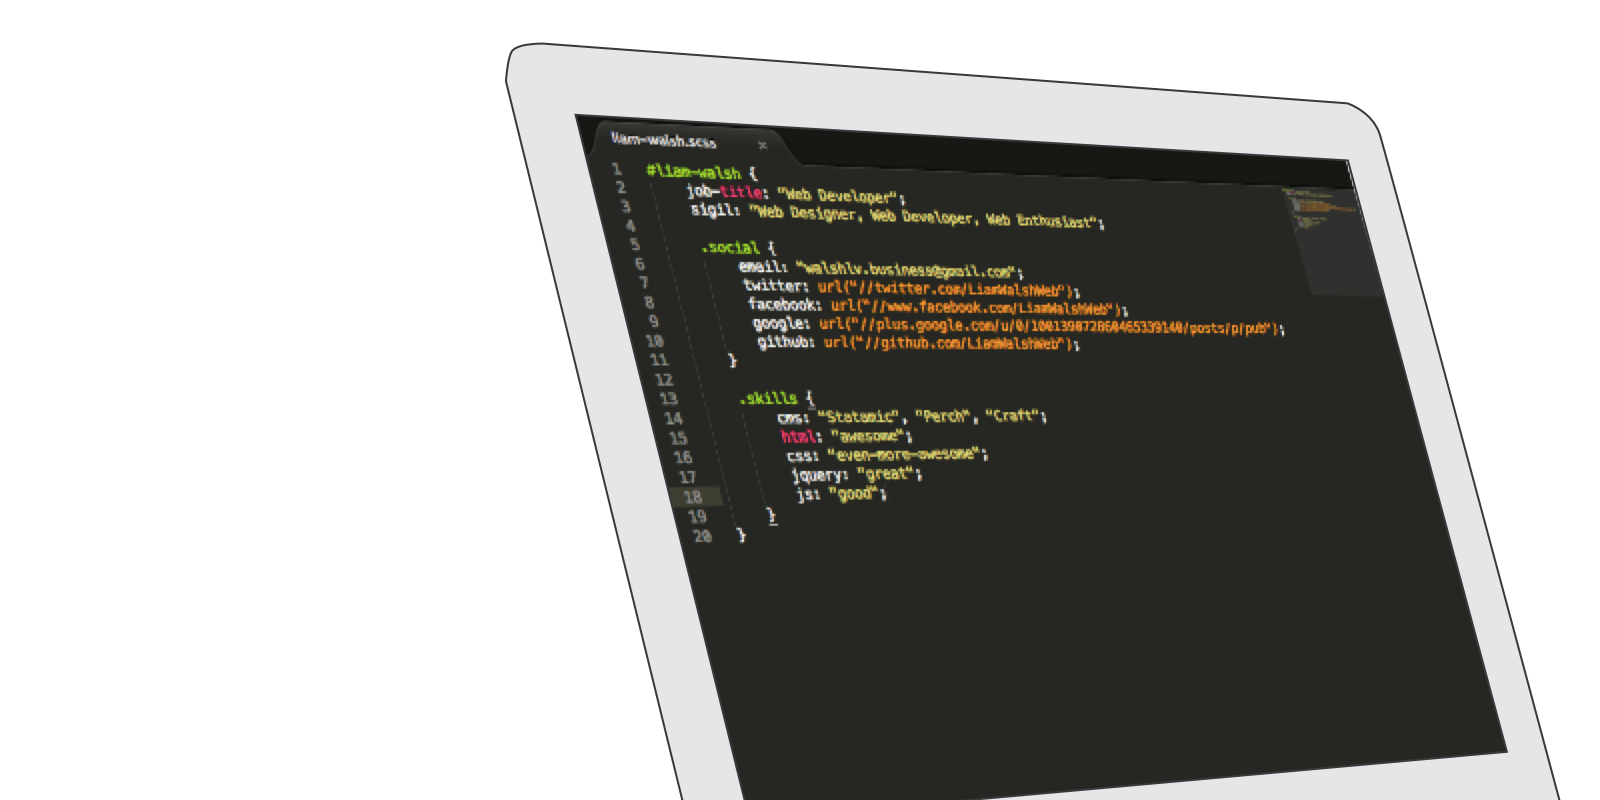 liam-walsh.scss ×
1 #liam-walsh {
2 job-title: "Web Developer";
3 sigil: "Web Designer, Web Developer, Web Enthusiast";
4
5 .social {
6 email: "walshlv.business@gmail.com";
7 twitter: url("//twitter.com/LiamWalshWeb");
8 facebook: url("//www.facebook.com/LiamWalshWeb");
9 google: url("//plus.google.com/u/0/100139872860465339140/posts/p/pub");
10 github: url("//github.com/LiamWalshWeb");
11 }
12
13 .skills {
14 cms: "Statamic", "Perch", "Craft";
15 html: "awesome";
16 css: "even-more-awesome";
17 jquery: "great";
18 js: "good";
19 }
20 }